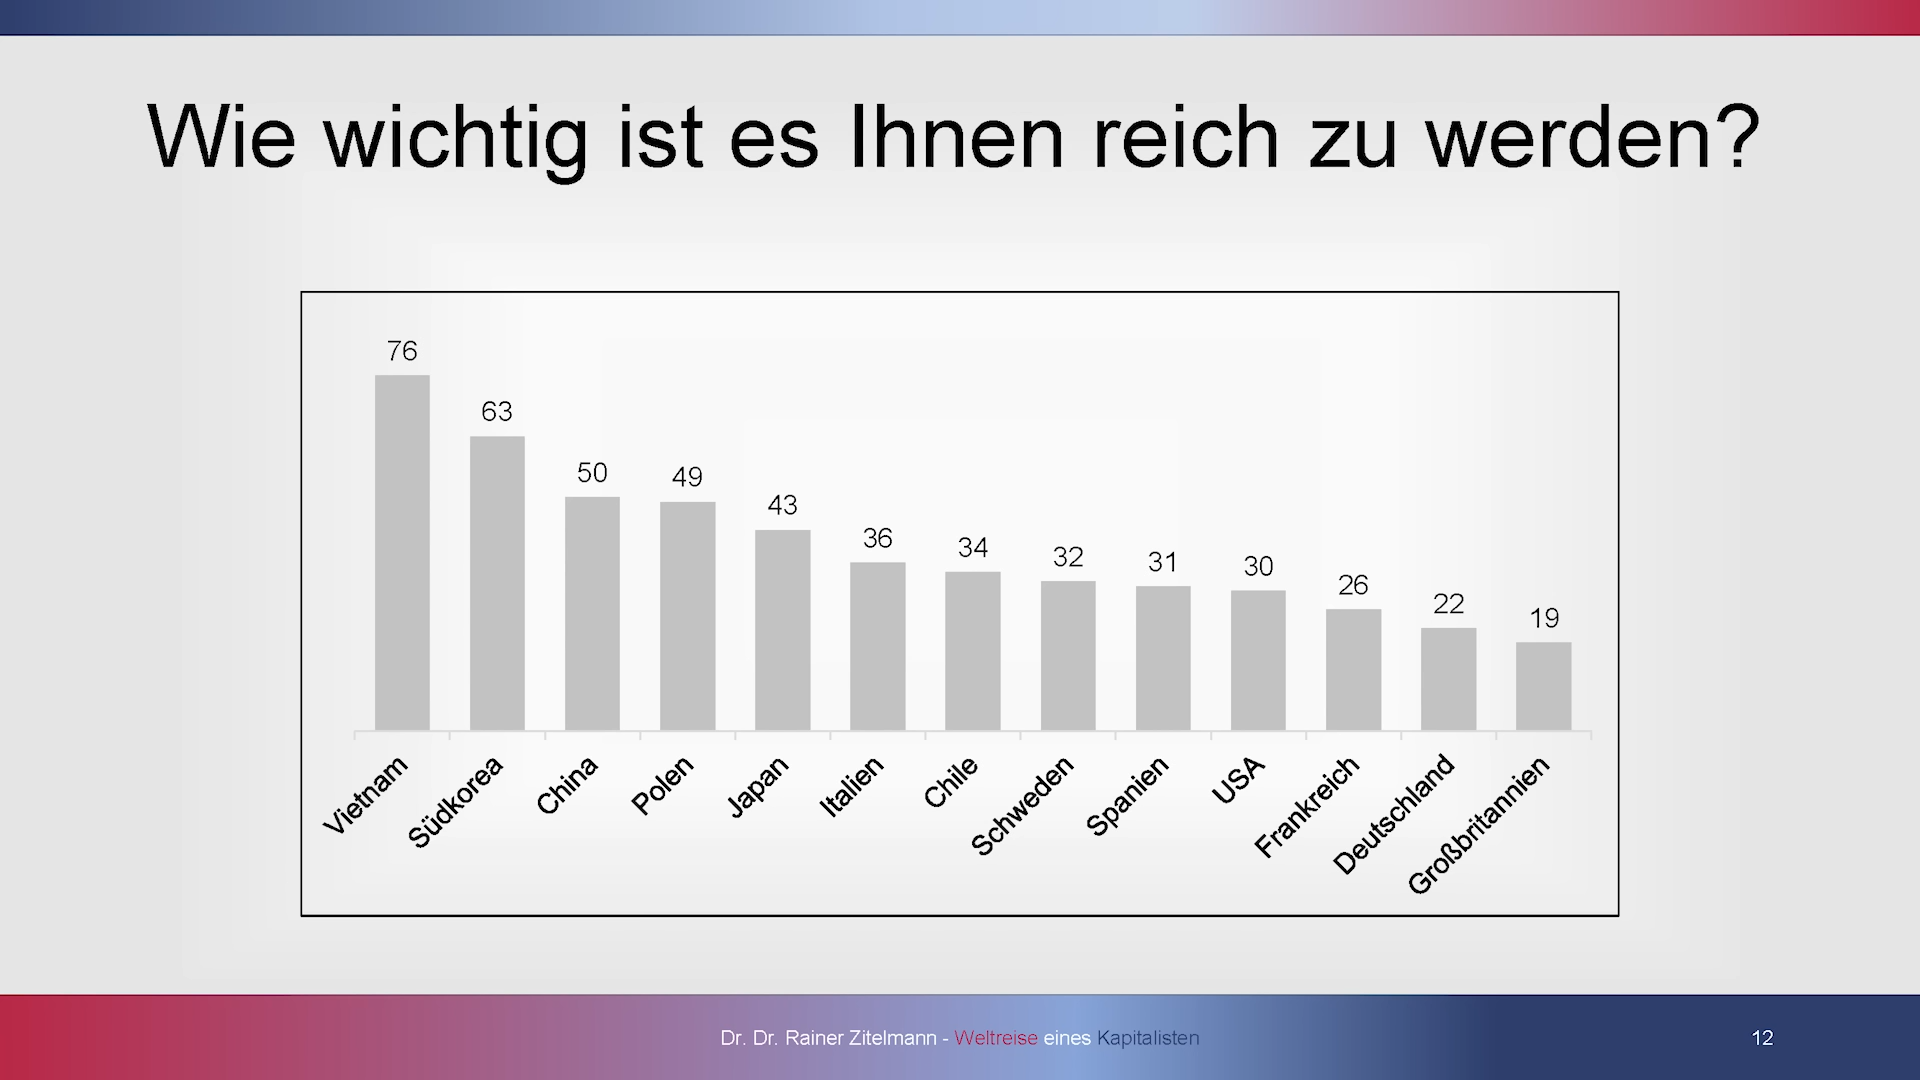 Wie wichtig ist es Ihnen reich zu werden?
76
63
50
49
43
36
34
32
31
30
26
22
19
Vietnam
Südkorea
China
Polen
Japan
Italien
Chile
Schweden
Spanien
USA
Frankreich
Deutschland
Großbritannien
Dr. Dr. Rainer Zitelmann - Weltreise eines Kapitalisten
12